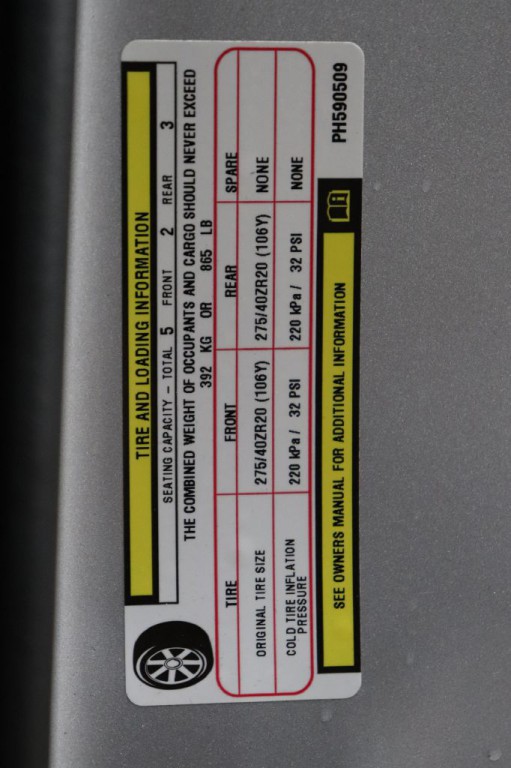 TIRE AND LOADING INFORMATION
SEATING CAPACITY – TOTAL 5 FRONT 2 REAR 3
THE COMBINED WEIGHT OF OCCUPANTS AND CARGO SHOULD NEVER EXCEED
392 KG OR 865 LB
TIRE FRONT REAR SPARE
ORIGINAL TIRE SIZE 275/40ZR20 (106Y) 275/40ZR20 (106Y) NONE
COLD TIRE INFLATION
PRESSURE 220 kPa / 32 PSI 220 kPa / 32 PSI NONE
SEE OWNERS MANUAL FOR ADDITIONAL INFORMATION
PH590509